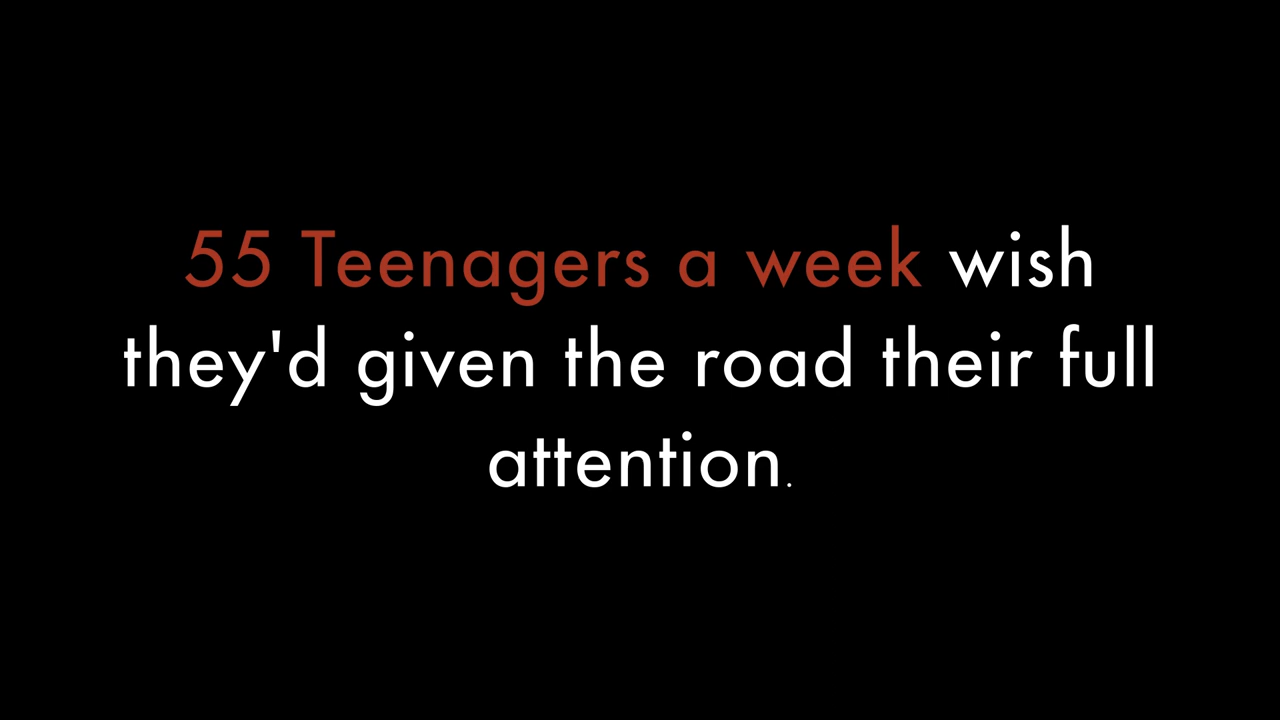 55 Teenagers a week wish
they'd given the road their full
attention.